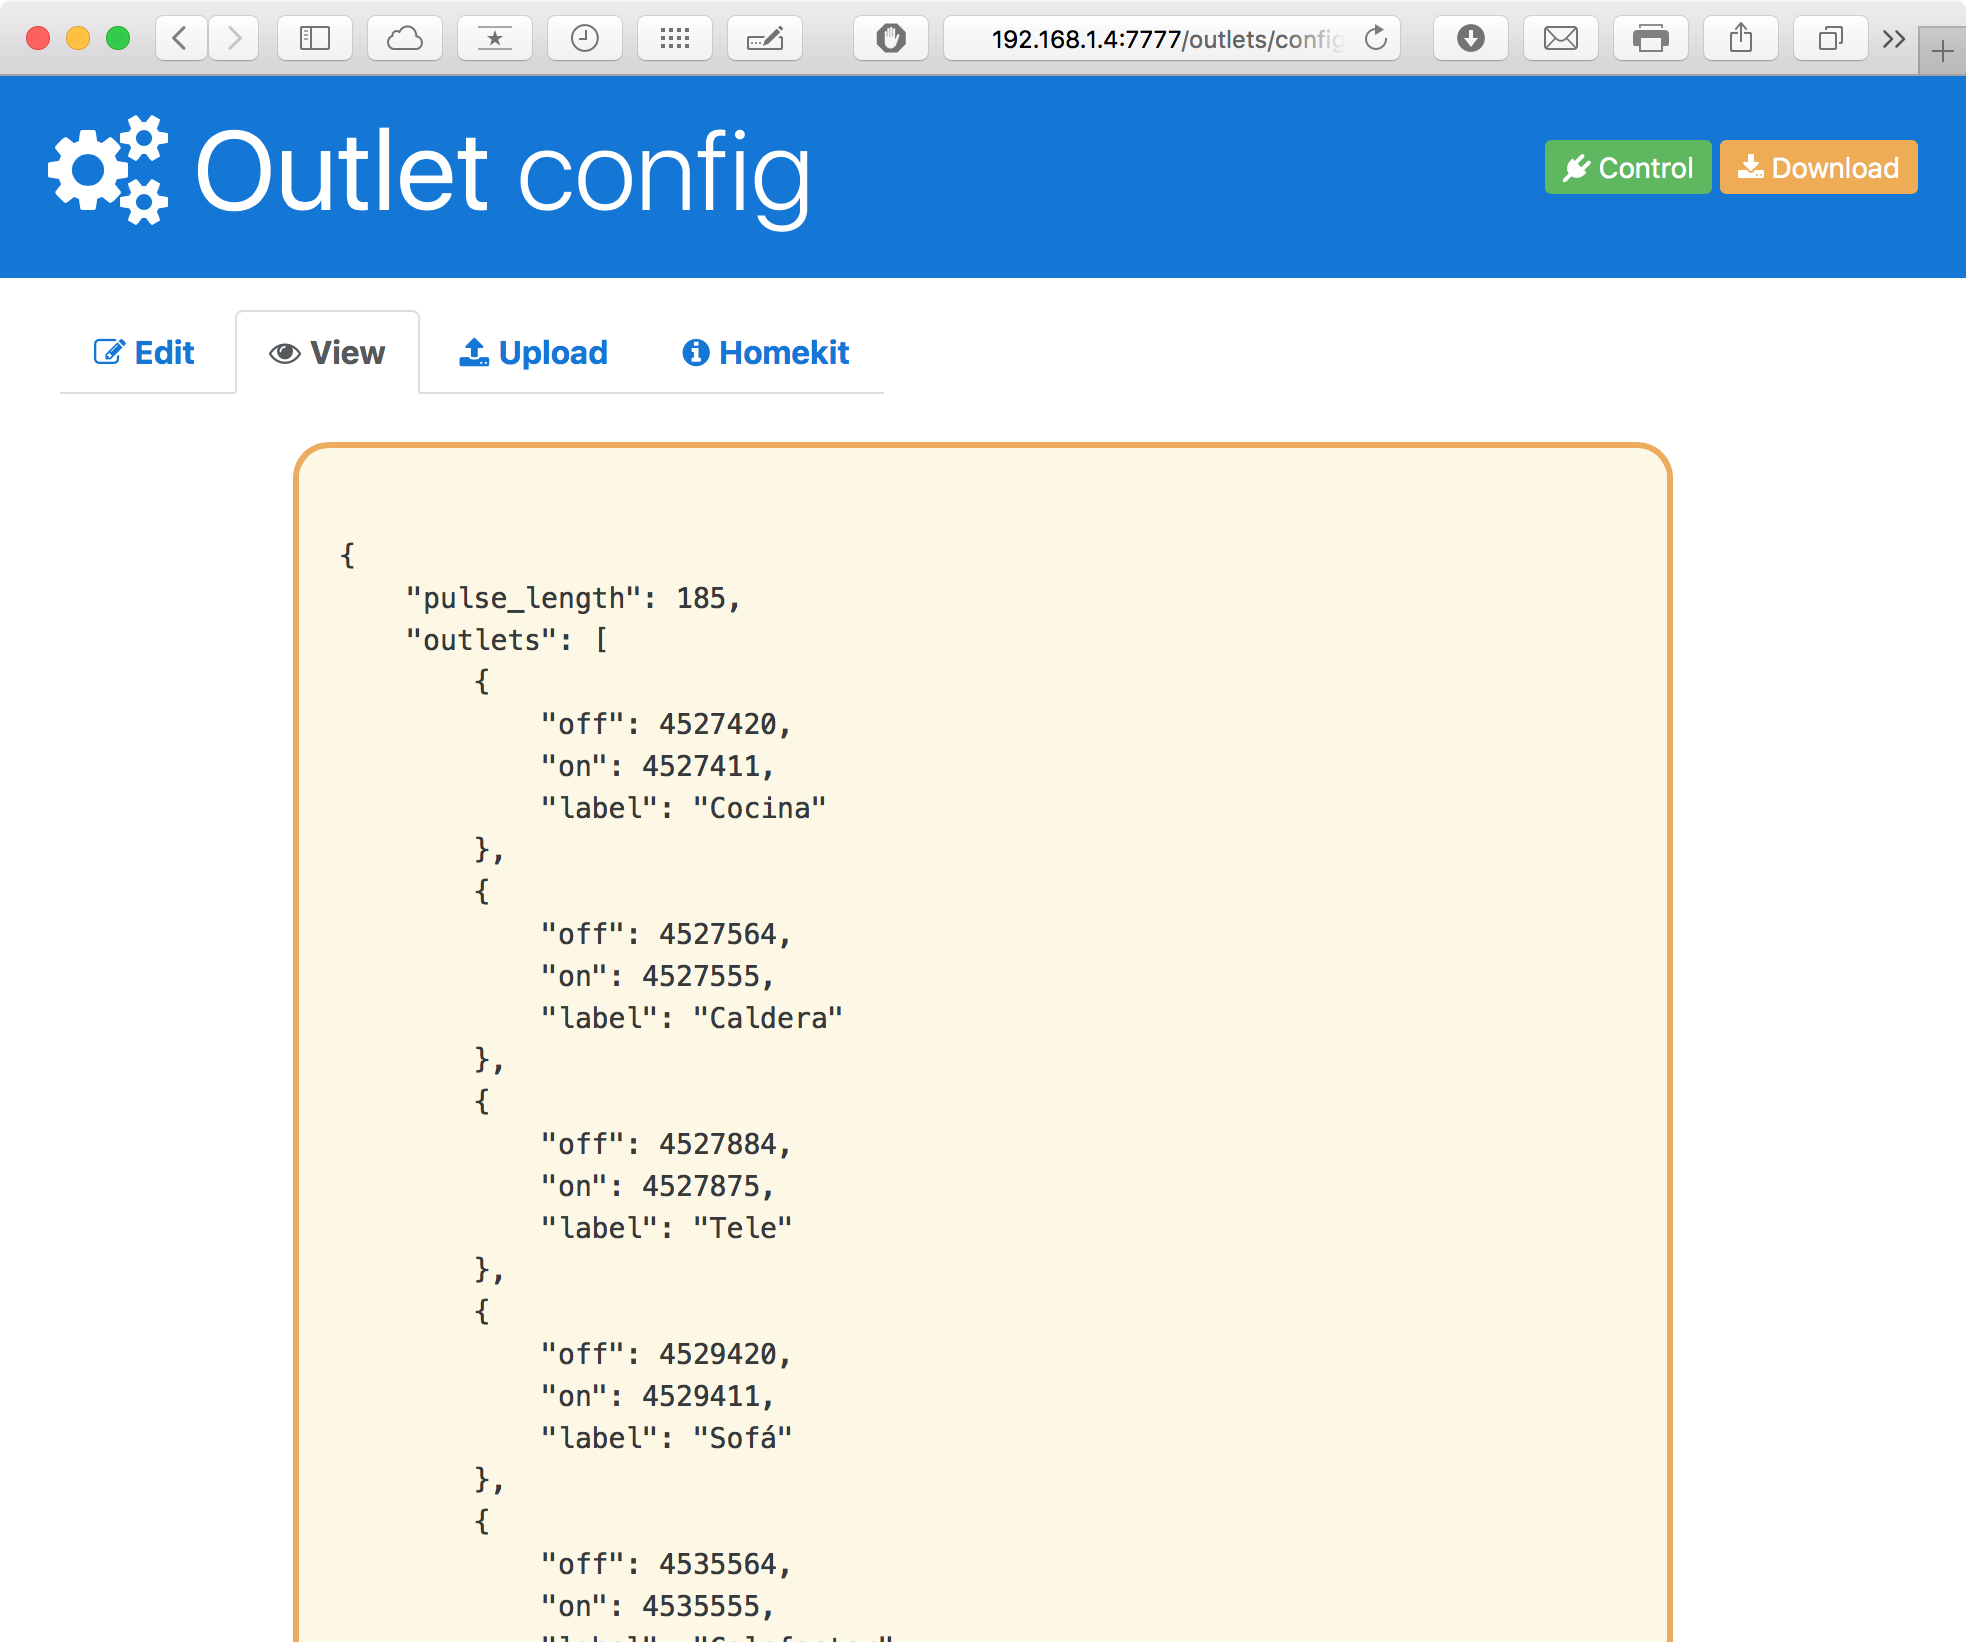 192.168.1.4:7777/outlets/config
Outlet config
Control
Download
Edit
View
Upload
Homekit
{
"pulse_length": 185,
"outlets": [
{
"off": 4527420,
"on": 4527411,
"label": "Cocina"
},
{
"off": 4527564,
"on": 4527555,
"label": "Caldera"
},
{
"off": 4527884,
"on": 4527875,
"label": "Tele"
},
{
"off": 4529420,
"on": 4529411,
"label": "Sofá"
},
{
"off": 4535564,
"on": 4535555,
"label":